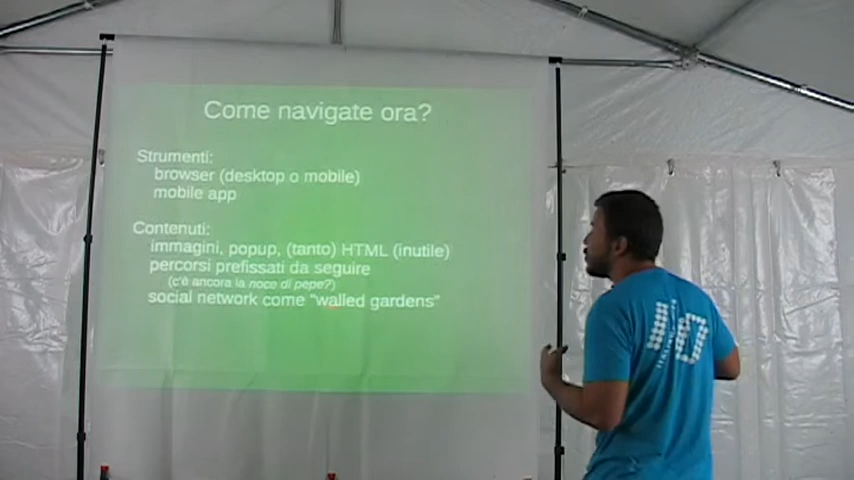 Come navigate ora?
Strumenti:
browser (desktop o mobile)
mobile app
Contenuti:
immagini, popup, (tanto) HTML (inutile)
percorsi prefissati da seguire
(c'è ancora la noce di pepe?)
social network come “walled gardens”